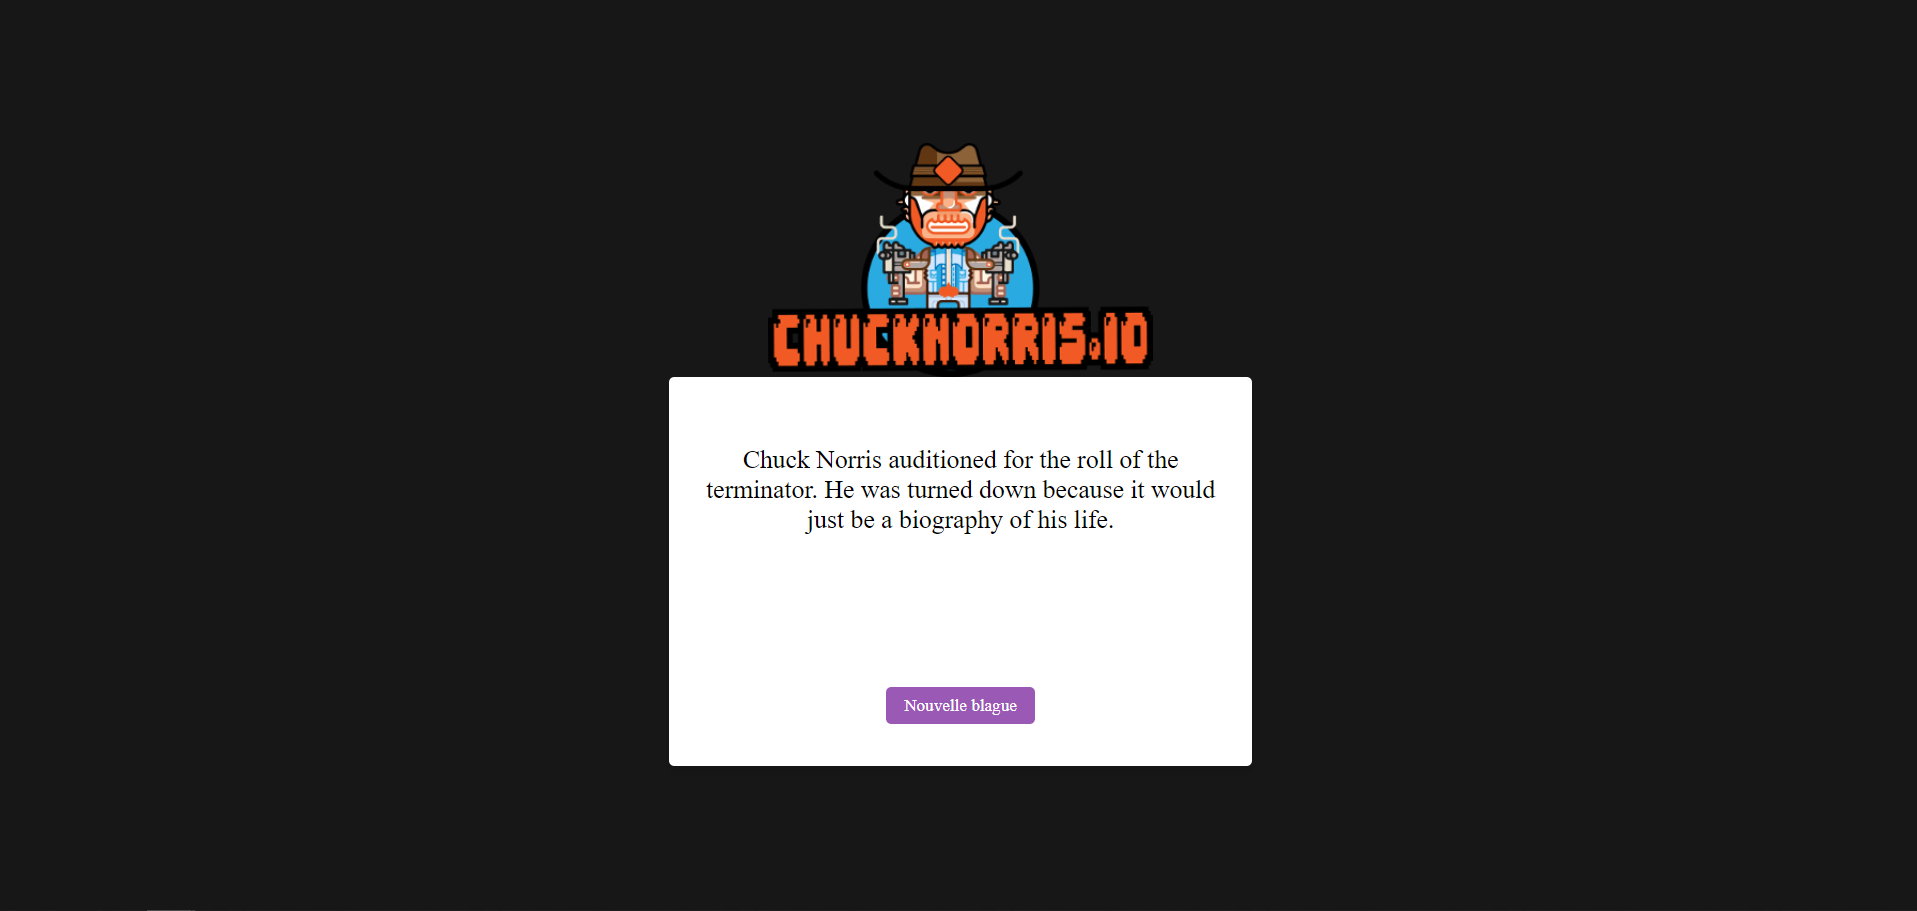 CHUCKNORRIS.IO
Chuck Norris auditioned for the roll of the
terminator. He was turned down because it would
just be a biography of his life.
Nouvelle blague